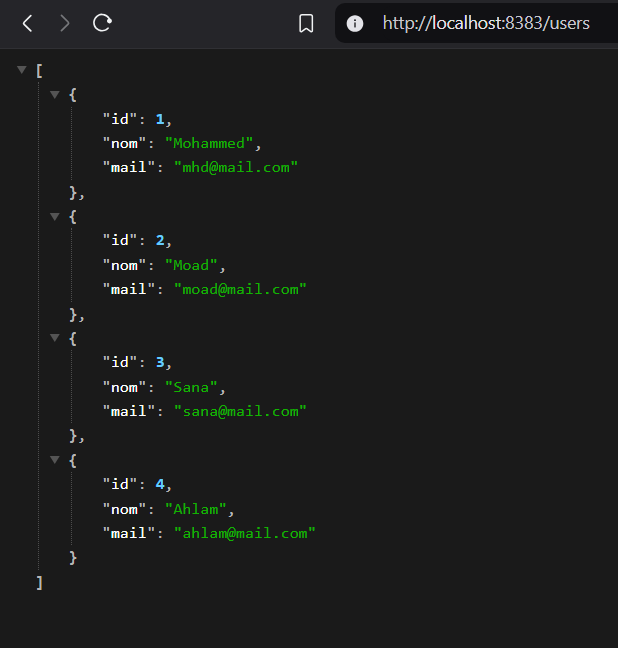 http://localhost:8383/users
[
{
"id": 1,
"nom": "Mohammed",
"mail": "mhd@mail.com"
},
{
"id": 2,
"nom": "Moad",
"mail": "moad@mail.com"
},
{
"id": 3,
"nom": "Sana",
"mail": "sana@mail.com"
},
{
"id": 4,
"nom": "Ahlam",
"mail": "ahlam@mail.com"
}
]